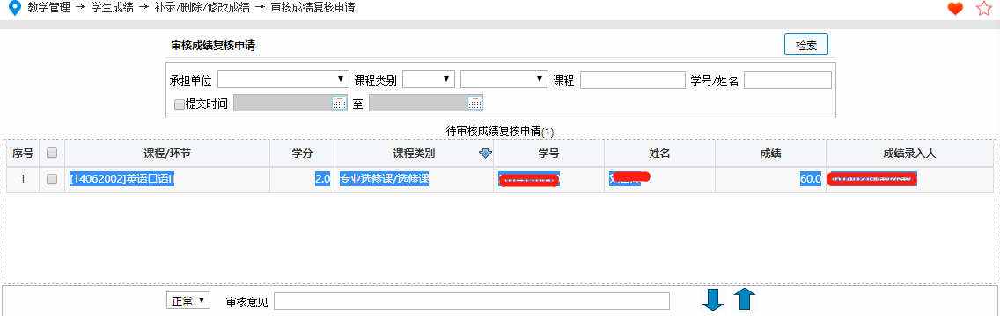 教学管理 → 学生成绩 → 补录/删除/修改成绩 → 审核成绩复核申请
审核成绩复核申请 检索
承担单位 课程类别 课程 学号/姓名
提交时间 至
待审核成绩复核申请(1)
序号 课程/环节 学分 课程类别 学号 姓名 成绩 成绩录入人
1 [14062002]英语口语II 2.0 专业选修课/选修课 60.0
正常 审核意见